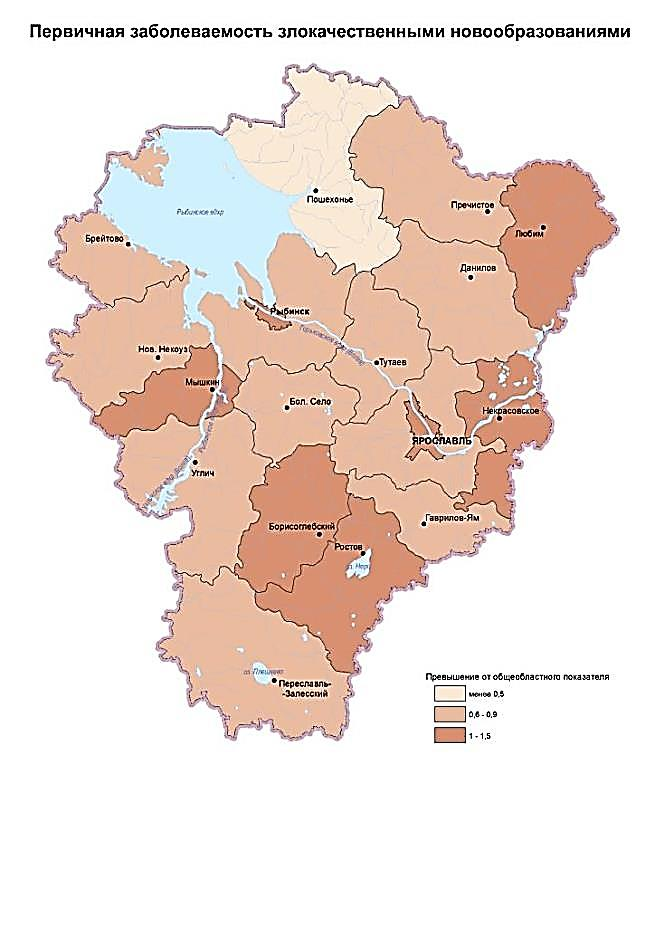 Первичная заболеваемость злокачественными новообразованиями
Пошехонье
Пречистое
Любим
Рыбинское вдхр
Брейтово
Данилов
Рыбинск
Нов. Некоуз
Тутаев
Мышкин
Бол. Село
Некрасовское
ЯРОСЛАВЛЬ
Углич
Гаврилов-Ям
Борисоглебский
Ростов
оз. Плещеево
Переславль-
-Залесский
Превышение от общеобластного показателя
менее 0,5
0,6 - 0,9
1 - 1,5